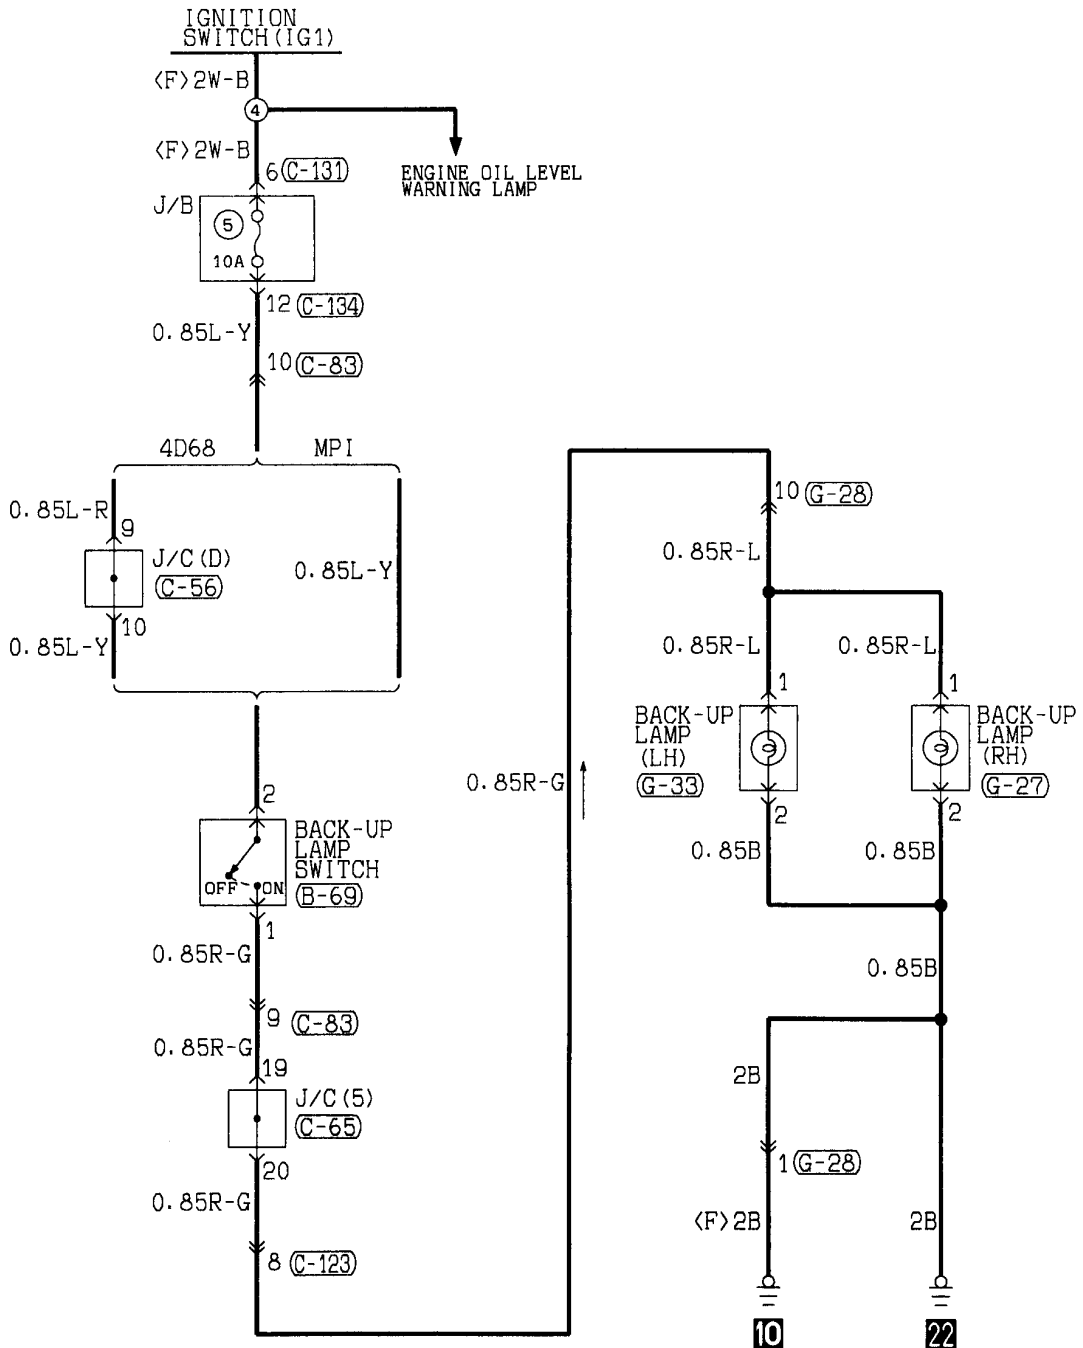 IGNITION
SWITCH(IG1)
<F>2W-B
4
<F>2W-B
ENGINE OIL LEVEL
WARNING LAMP
6 C-131
J/B
5
10A
12 C-134
0.85L-Y
10 C-83
4D68
MPI
0.85L-R
9
J/C(D)
C-56
0.85L-Y
10
0.85L-Y
2
BACK-UP
LAMP
SWITCH
B-69
OFF
ON
1
0.85R-G
9 C-83
0.85R-G
19
J/C(5)
C-65
20
0.85R-G
8 C-123
0.85R-G
10 G-28
0.85R-L
0.85R-L
0.85R-L
1
1
BACK-UP
LAMP
(LH)
G-33
BACK-UP
LAMP
(RH)
G-27
2
2
0.85B
0.85B
0.85B
2B
1 G-28
<F>2B
2B
10
22